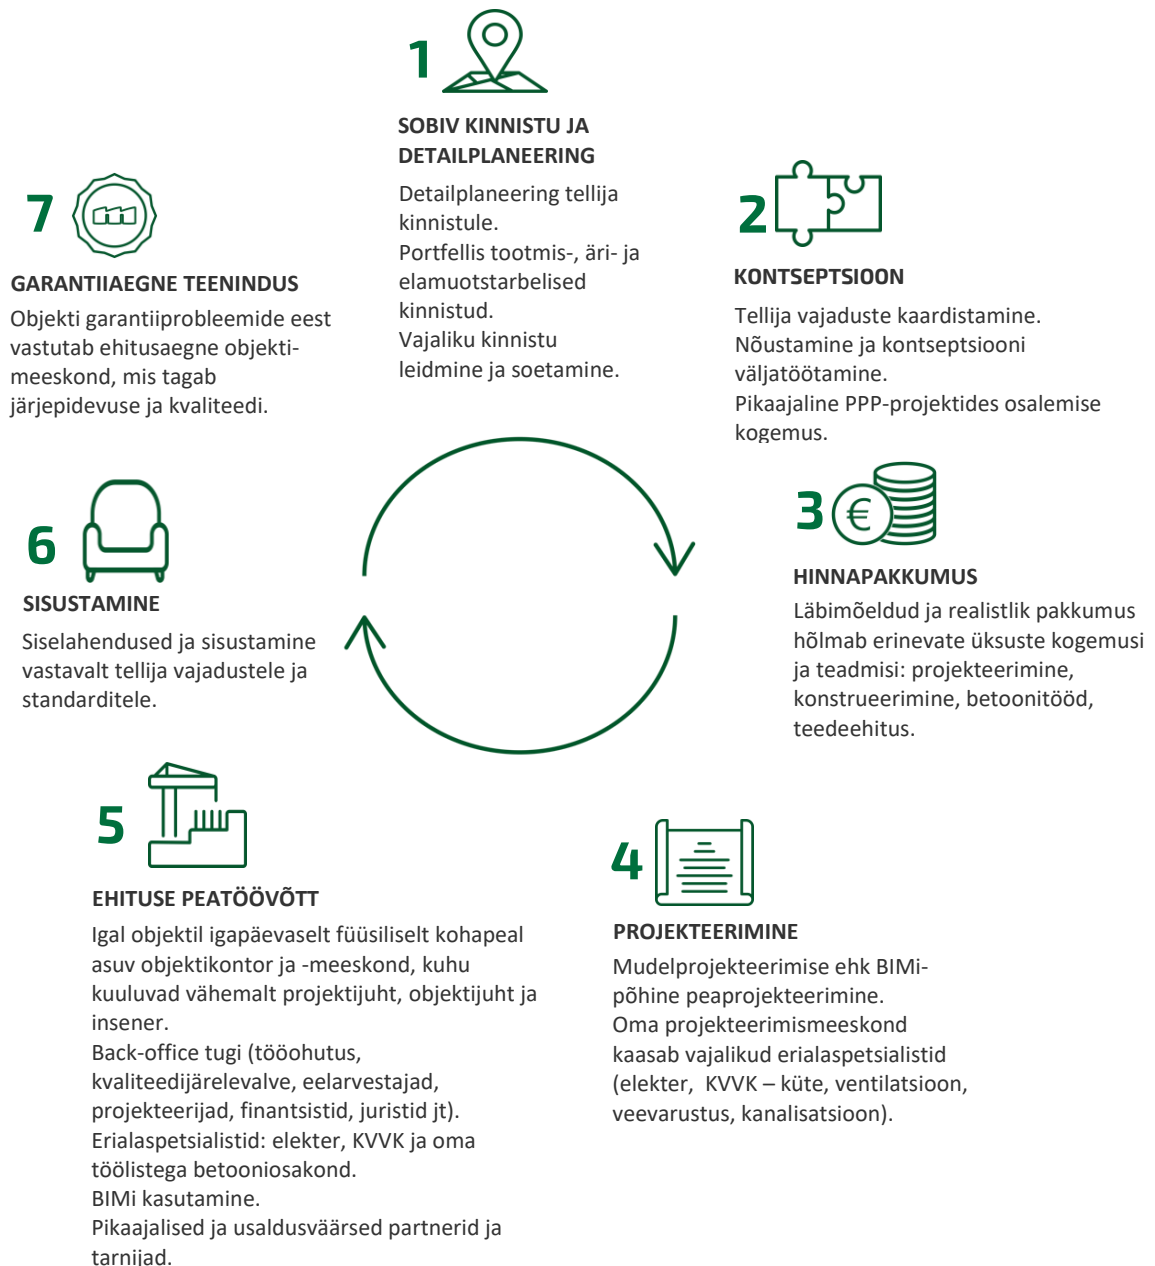 1
SOBIV KINNISTU JA
DETAILPLANEERING
Detailplaneering tellija
kinnistule.
Portfellis tootmis-, äri- ja
elamuotstarbelised
kinnistud.
Vajaliku kinnistu
leidmine ja soetamine.
2
KONTSEPTSIOON
Tellija vajaduste kaardistamine.
Nõustamine ja kontseptsiooni
väljatöötamine.
Pikaajaline PPP-projektides osalemise
kogemus.
3
€
HINNAPAKKUMUS
Läbimõeldud ja realistlik pakkumus
hõlmab erinevate üksuste kogemusi
ja teadmisi: projekteerimine,
konstrueerimine, betoonitööd,
teedeehitus.
4
PROJEKTEERIMINE
Mudelprojekteerimise ehk BIMi-
põhine peaprojekteerimine.
Oma projekteerimismeeskond
kaasab vajalikud erialaspetsialistid
(elekter, KVVK – küte, ventilatsioon,
veevarustus, kanalisatsioon).
5
EHITUSE PEATÖÖVÕTT
Igal objektil igapäevaselt füüsiliselt kohapeal
asuv objektikontor ja -meeskond, kuhu
kuuluvad vähemalt projektijuht, objektijuht ja
insener.
Back-office tugi (tööohutus,
kvaliteedijärelevalve, eelarvestajad,
projekteerijad, finantsistid, juristid jt).
Erialaspetsialistid: elekter, KVVK ja oma
töölistega betooniosakond.
BIMi kasutamine.
Pikaajalised ja usaldusväärsed partnerid ja
tarnijad.
6
SISUSTAMINE
Siselahendused ja sisustamine
vastavalt tellija vajadustele ja
standarditele.
7
GARANTIIAEGNE TEENINDUS
Objekti garantiiprobleemide eest
vastutab ehitusaegne objekti-
meeskond, mis tagab
järjepidevuse ja kvaliteedi.